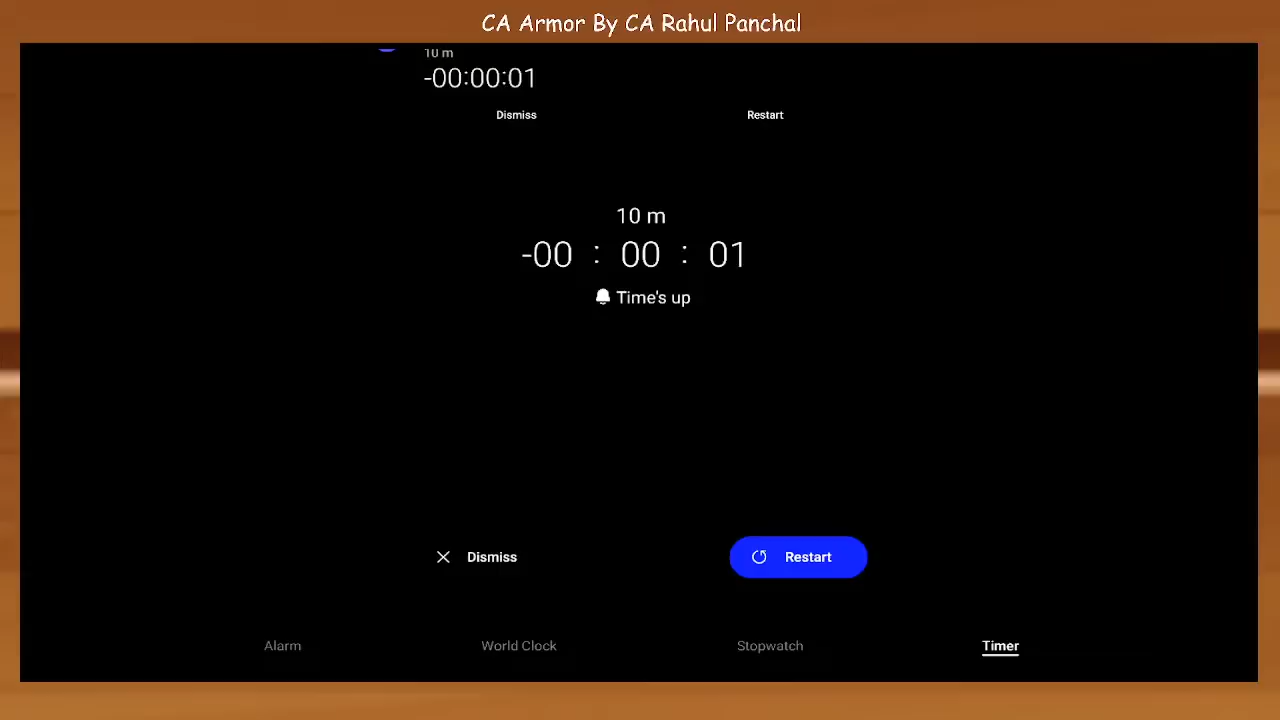 CA Armor By CA Rahul Panchal
10 m
-00:00:01
Dismiss Restart
10 m
-00 : 00 : 01
Time's up
Dismiss Restart
Alarm World Clock Stopwatch Timer